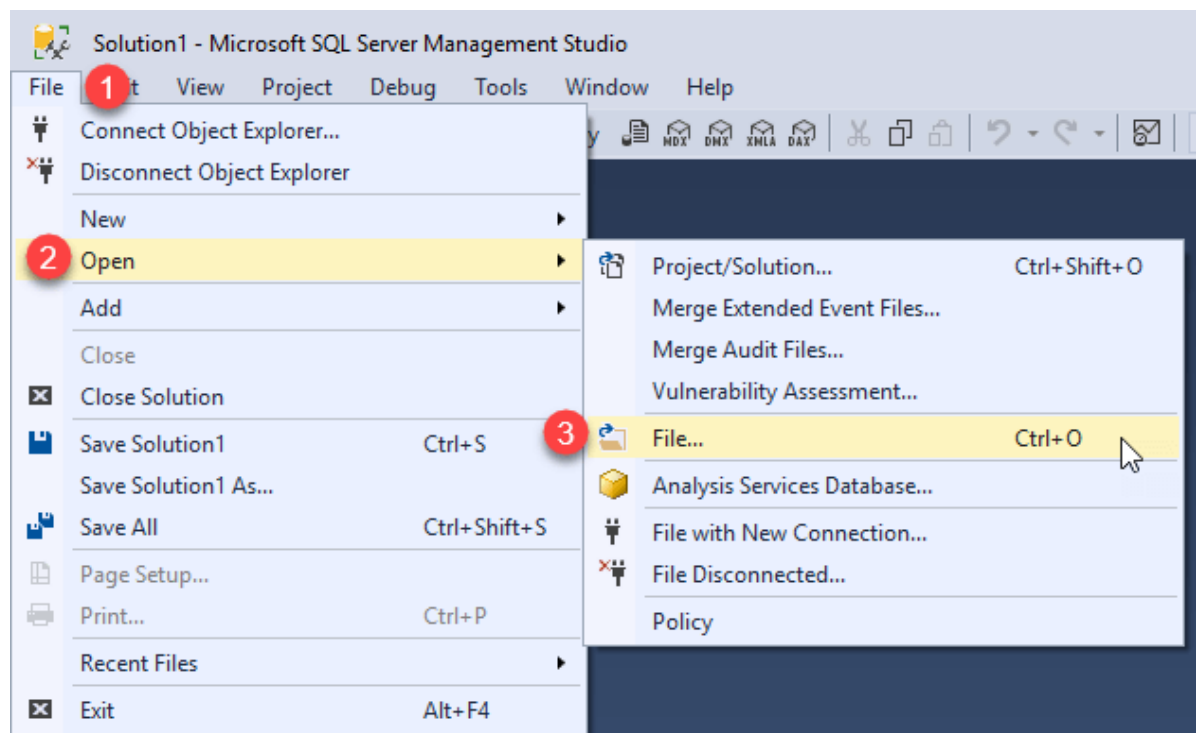 Solution1 - Microsoft SQL Server Management Studio
File 1 t View Project Debug Tools Window Help
Connect Object Explorer...
y MDX DMX XMLA DAX
Disconnect Object Explorer
New
2 Open
Project/Solution... Ctrl+Shift+O
Add
Merge Extended Event Files...
Close
Merge Audit Files...
Close Solution
Vulnerability Assessment...
Save Solution1 Ctrl+S
3 File... Ctrl+O
Save Solution1 As...
Analysis Services Database...
Save All Ctrl+Shift+S
File with New Connection...
Page Setup...
File Disconnected...
Print... Ctrl+P
Policy
Recent Files
Exit Alt+F4